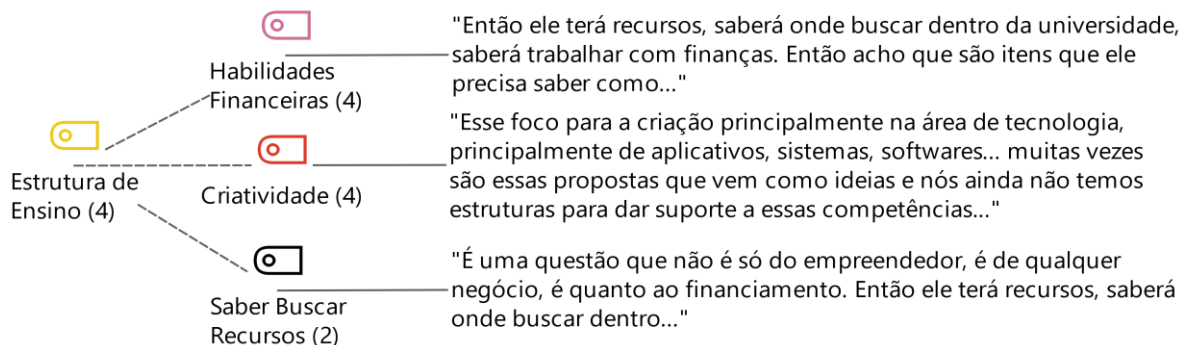 "Então ele terá recursos, saberá onde buscar dentro da universidade,
saberá trabalhar com finanças. Então acho que são itens que ele
precisa saber como..."
Habilidades
Financeiras (4)
"Esse foco para a criação principalmente na área de tecnologia,
principalmente de aplicativos, sistemas, softwares... muitas vezes
são essas propostas que vem como ideias e nós ainda não temos
estruturas para dar suporte a essas competências..."
Estrutura de
Ensino (4)
Criatividade (4)
"É uma questão que não é só do empreendedor, é de qualquer
negócio, é quanto ao financiamento. Então ele terá recursos, saberá
onde buscar dentro..."
Saber Buscar
Recursos (2)